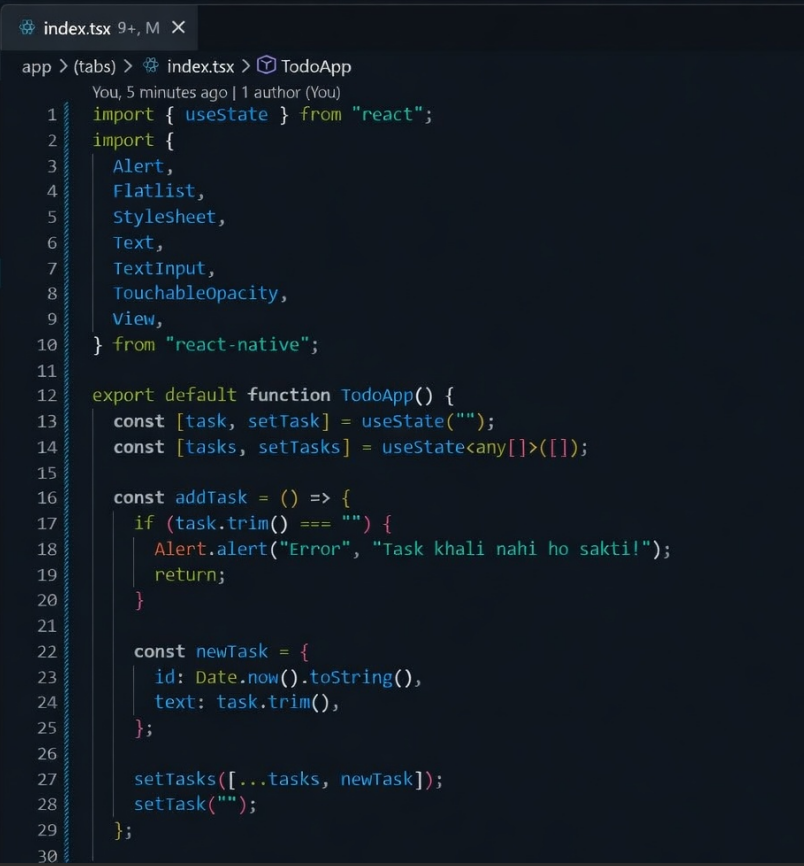 index.tsx 9+, M ×
app > (tabs) > index.tsx > TodoApp
You, 5 minutes ago | 1 author (You)
1 import { useState } from "react";
2 import {
3   Alert,
4   Flatlist,
5   StyleSheet,
6   Text,
7   TextInput,
8   TouchableOpacity,
9   View,
10 } from "react-native";
11
12 export default function TodoApp() {
13   const [task, setTask] = useState("");
14   const [tasks, setTasks] = useState<any[]>([]);
15
16   const addTask = () => {
17     if (task.trim() === "") {
18       Alert.alert("Error", "Task khali nahi ho sakti!");
19       return;
20     }
21
22     const newTask = {
23       id: Date.now().toString(),
24       text: task.trim(),
25     };
26
27     setTasks([...tasks, newTask]);
28     setTask("");
29   };
30